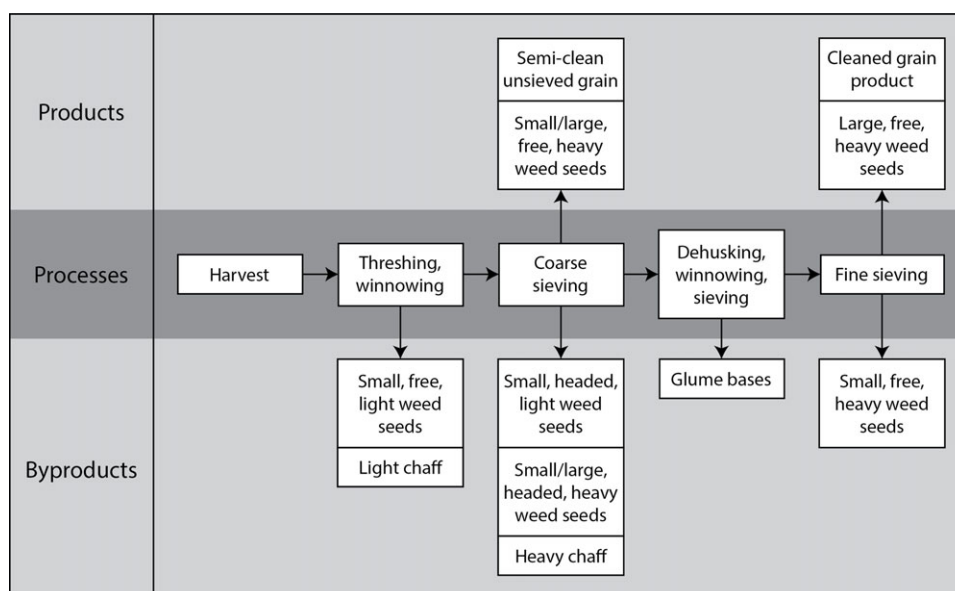 Products
Semi-clean
unsieved grain
Small/large,
free, heavy
weed seeds
Cleaned grain
product
Large, free,
heavy weed
seeds
Processes
Harvest
Threshing,
winnowing
Coarse
sieving
Dehusking,
winnowing,
sieving
Fine sieving
Byproducts
Small, free,
light weed
seeds
Light chaff
Small, headed,
light weed
seeds
Small/large,
headed, heavy
weed seeds
Heavy chaff
Glume bases
Small, free,
heavy weed
seeds